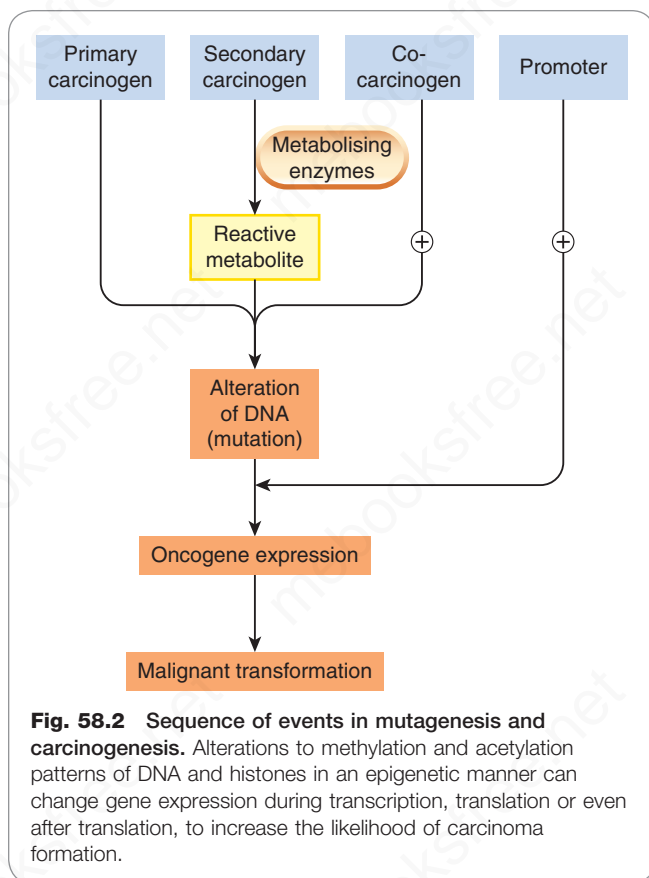 Primary
carcinogen
Secondary
carcinogen
Co-
carcinogen
Promoter
Metabolising
enzymes
Reactive
metabolite
+
+
Alteration
of DNA
(mutation)
Oncogene expression
Malignant transformation
Fig. 58.2 Sequence of events in mutagenesis and
carcinogenesis. Alterations to methylation and acetylation
patterns of DNA and histones in an epigenetic manner can
change gene expression during transcription, translation or even
after translation, to increase the likelihood of carcinoma
formation.
mebooksfree.net